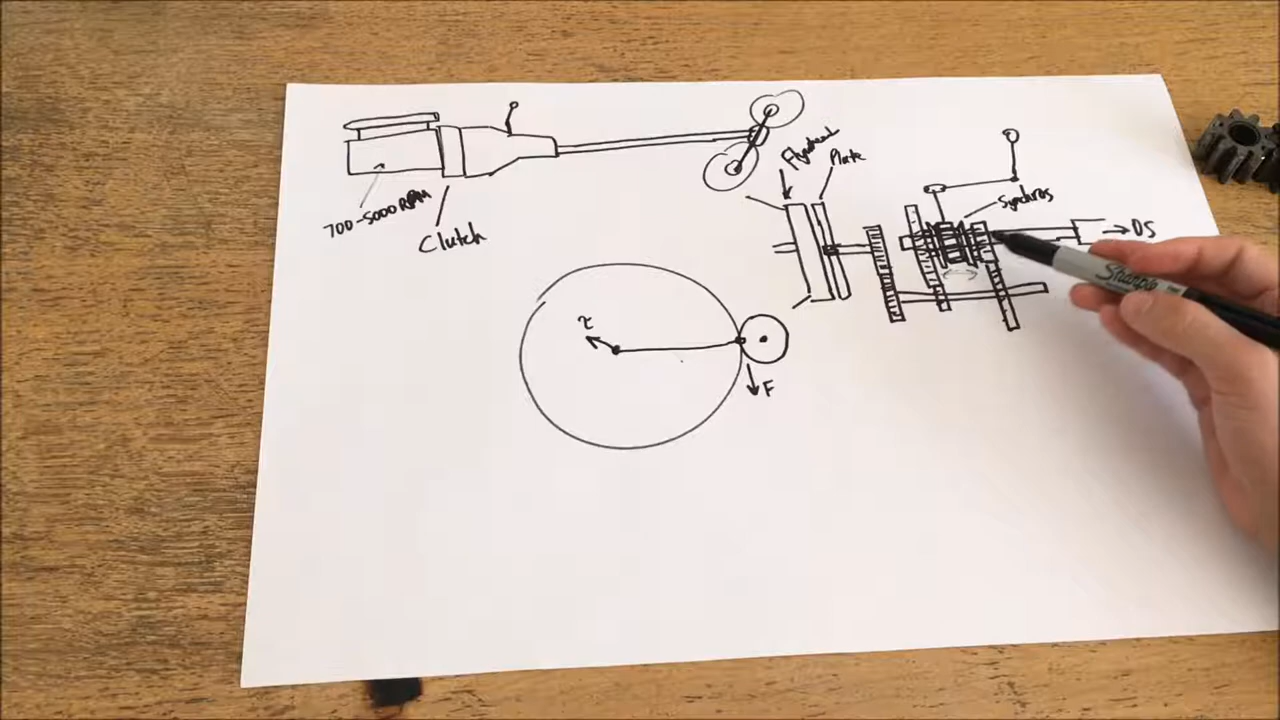 700-5000 RPM
Clutch
Flywheel
Plate
Synchros
DS
τ
F
Sharpie